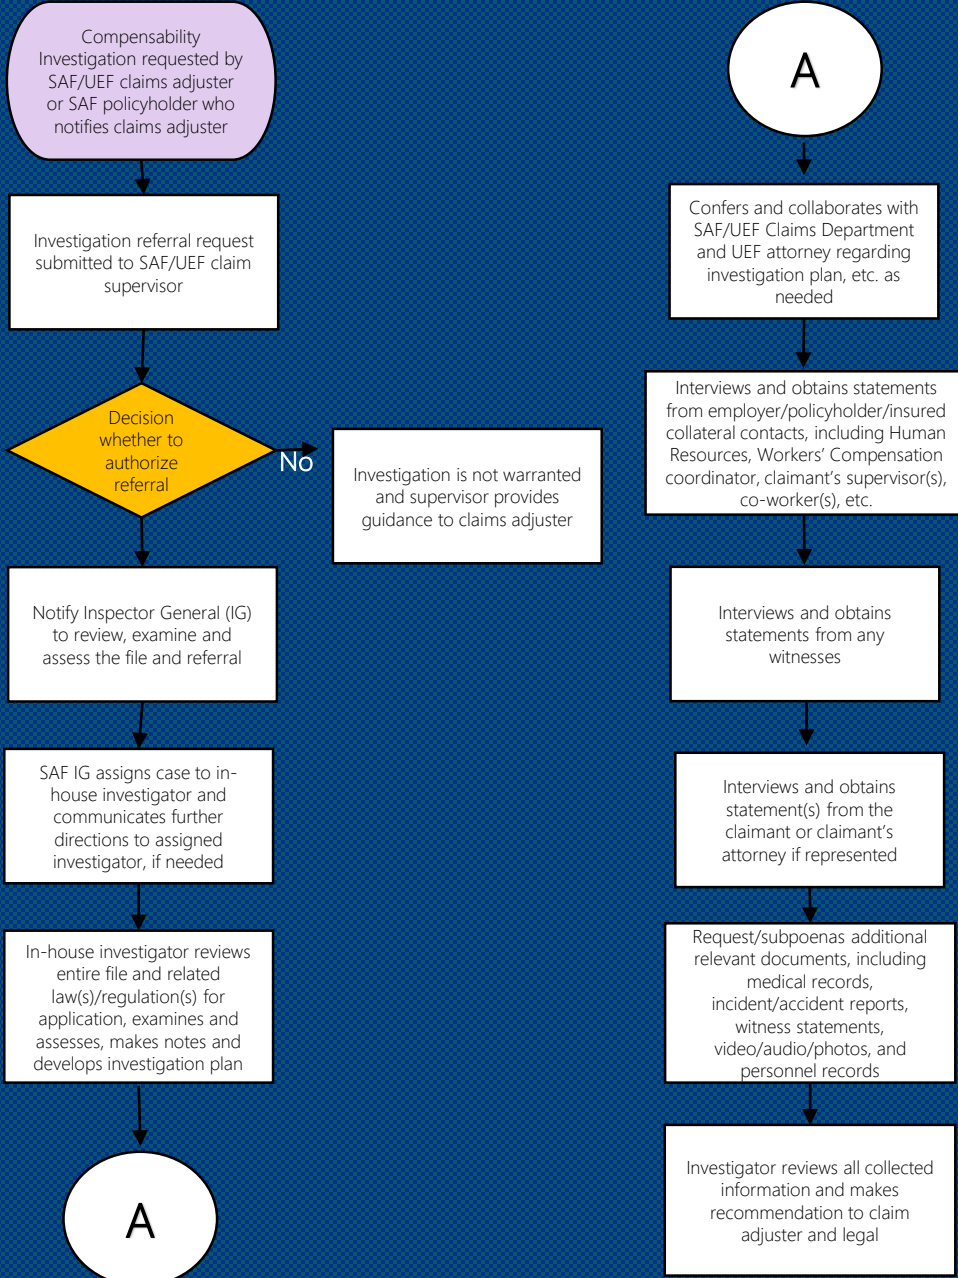 Compensability
Investigation requested by
SAF/UEF claims adjuster
or SAF policyholder who
notifies claims adjuster
Investigation referral request
submitted to SAF/UEF claim
supervisor
Decision
whether to
authorize
referral
No
Investigation is not warranted
and supervisor provides
guidance to claims adjuster
Notify Inspector General (IG)
to review, examine and
assess the file and referral
SAF IG assigns case to in-
house investigator and
communicates further
directions to assigned
investigator, if needed
In-house investigator reviews
entire file and related
law(s)/regulation(s) for
application, examines and
assesses, makes notes and
develops investigation plan
A
A
Confers and collaborates with
SAF/UEF Claims Department
and UEF attorney regarding
investigation plan, etc. as
needed
Interviews and obtains statements
from employer/policyholder/insured
collateral contacts, including Human
Resources, Workers’ Compensation
coordinator, claimant’s supervisor(s),
co-worker(s), etc.
Interviews and obtains
statements from any
witnesses
Interviews and obtains
statement(s) from the
claimant or claimant’s
attorney if represented
Request/subpoenas additional
relevant documents, including
medical records,
incident/accident reports,
witness statements,
video/audio/photos, and
personnel records
Investigator reviews all collected
information and makes
recommendation to claim
adjuster and legal